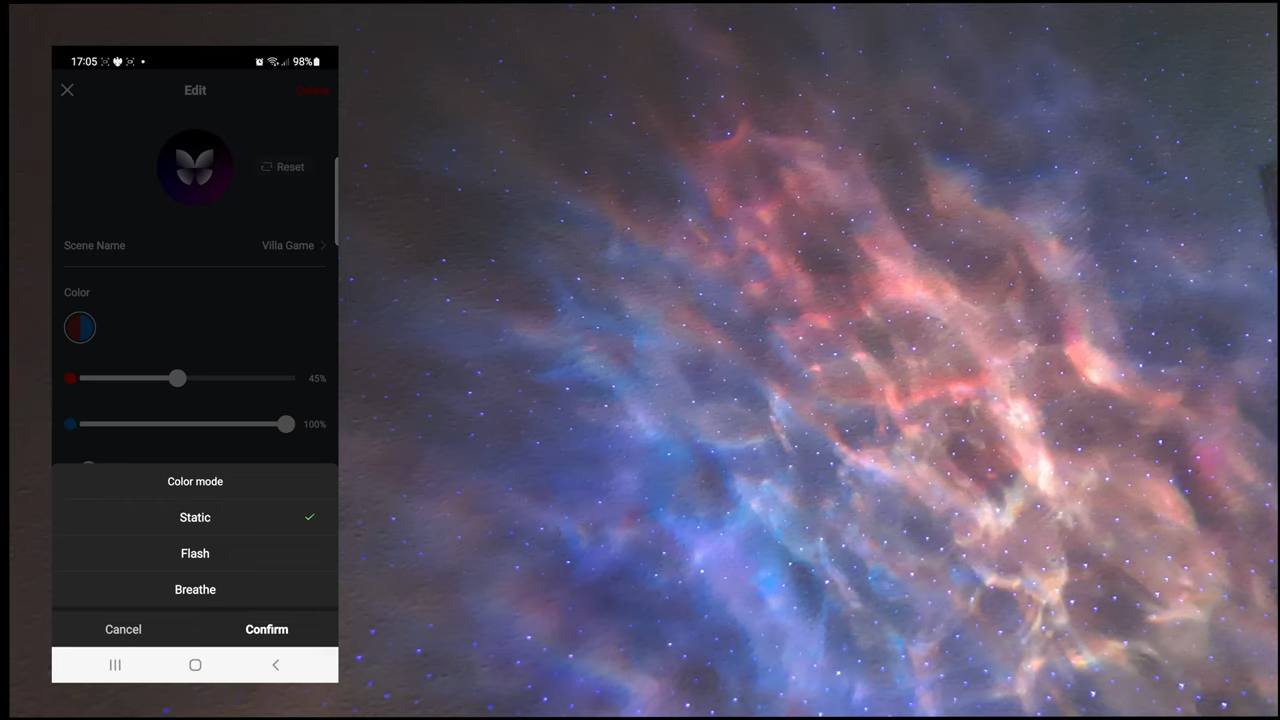 17:05 98%
Edit Delete
Reset
Scene Name Villa Game
Color
45%
100%
Color mode
Static
Flash
Breathe
Cancel Confirm